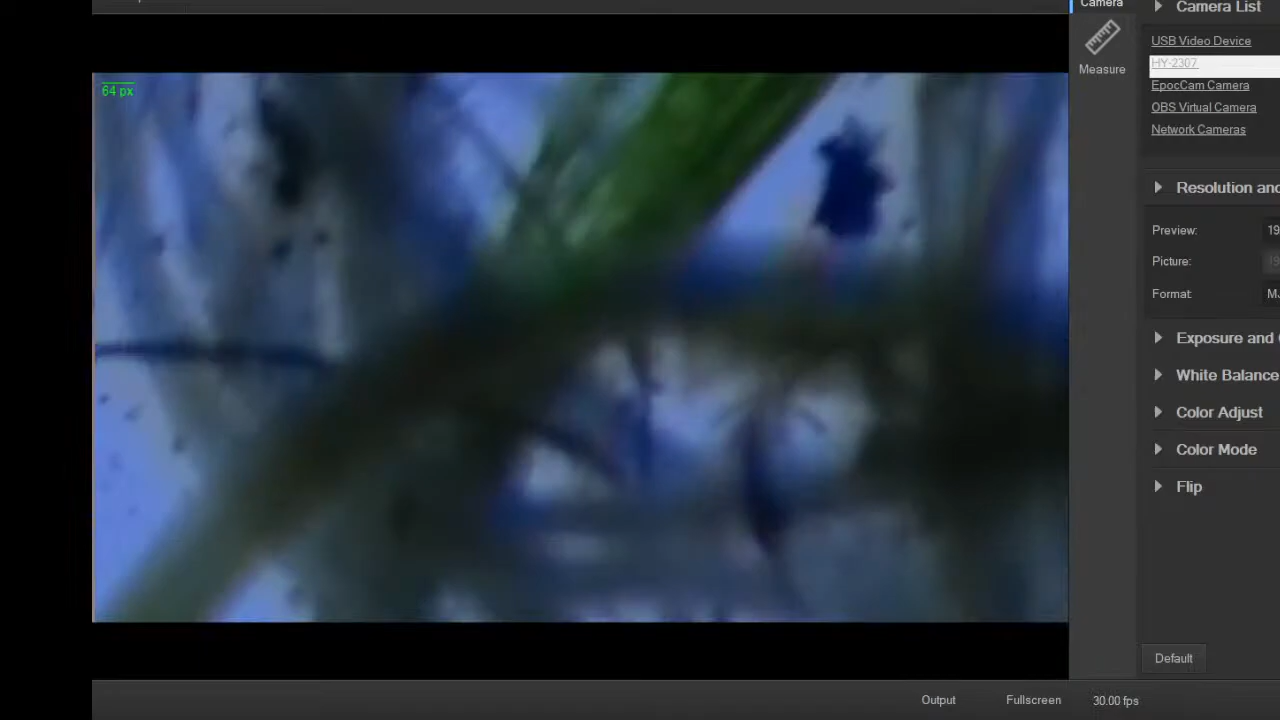 Camera
Camera List
64 px
USB Video Device
HY-2307
Measure
EpocCam Camera
OBS Virtual Camera
Network Cameras
Resolution and
Preview: 19
Picture:
Format:
Exposure and
White Balance
Color Adjust
Color Mode
Flip
Default
Output Fullscreen 30.00 fps